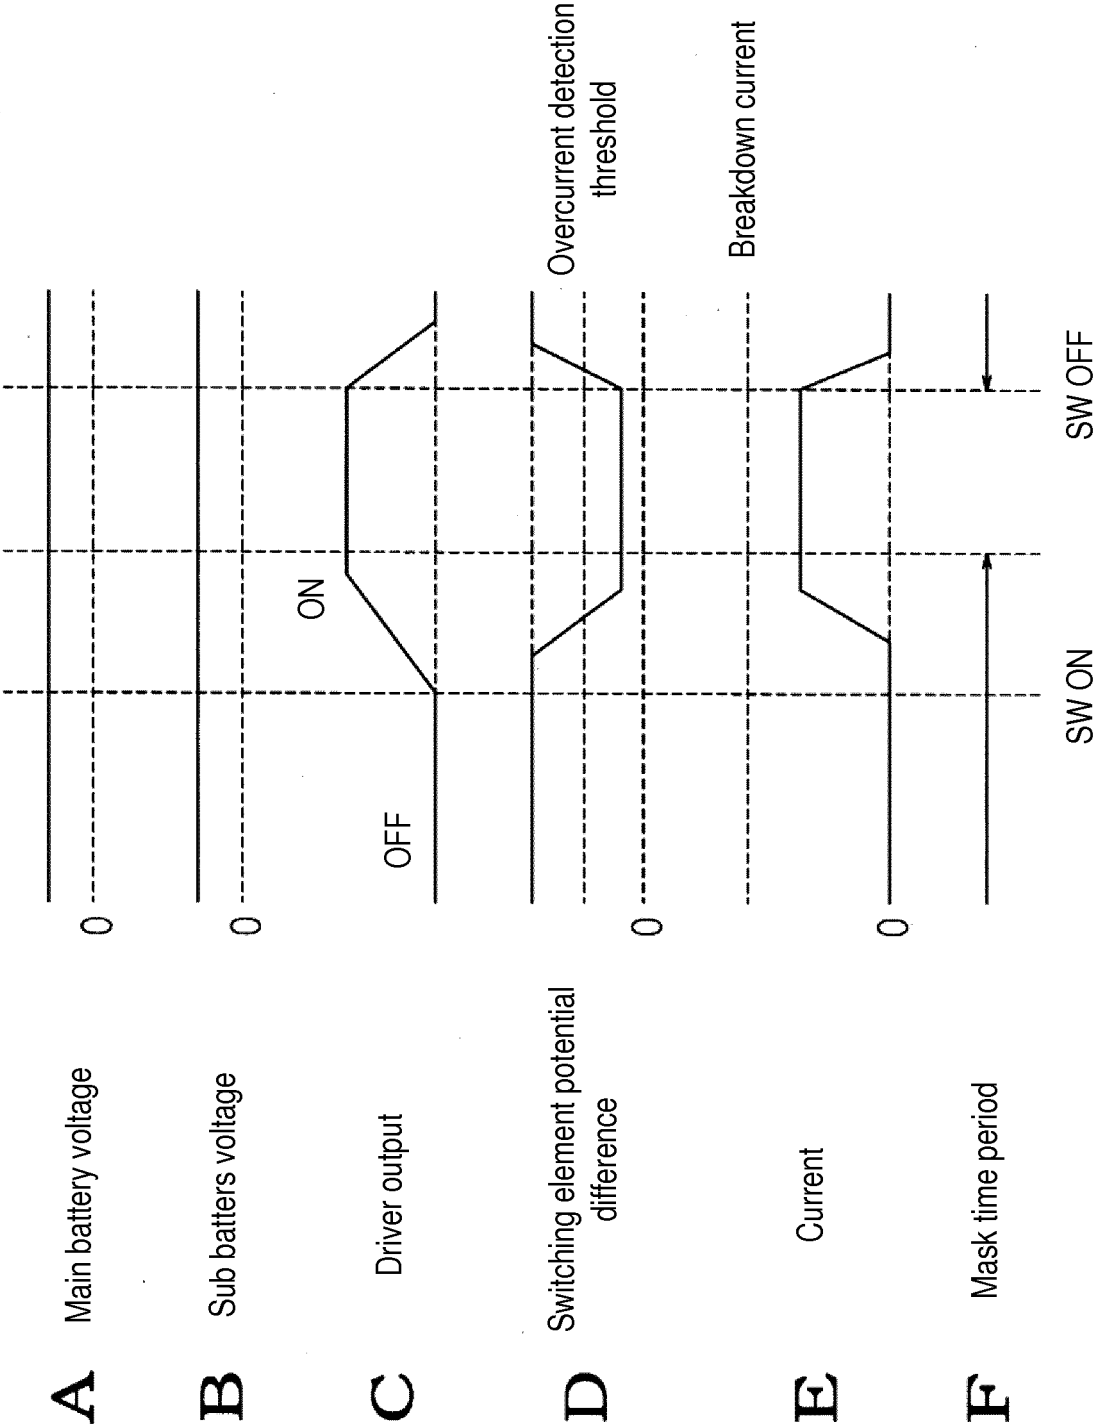 A
Main battery voltage
0
B
Sub batters voltage
0
C
Driver output
OFF
ON
D
Switching element potential
difference
0
Overcurrent detection
threshold
E
Current
0
Breakdown current
F
Mask time period
SW ON
SW OFF